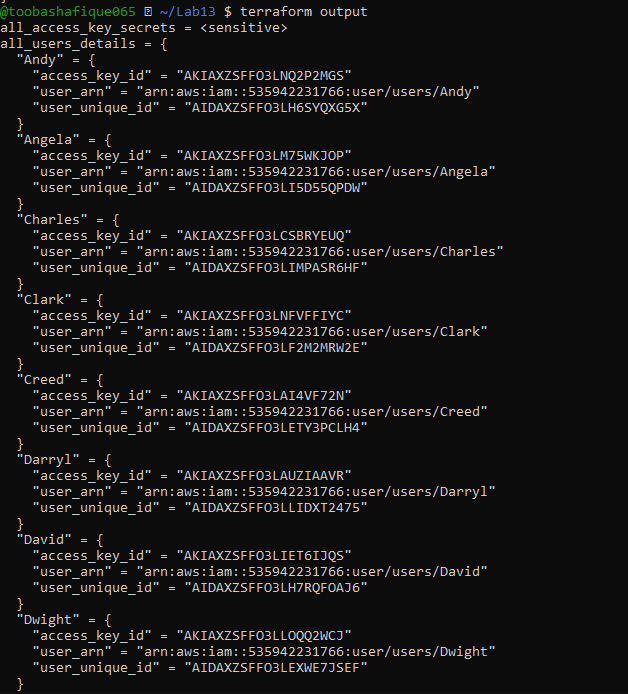 @toobashafique065 ~/Lab13 $ terraform output
all_access_key_secrets = <sensitive>
all_users_details = {
  "Andy" = {
    "access_key_id" = "AKIAXZSFFO3LNQ2P2MGS"
    "user_arn" = "arn:aws:iam::535942231766:user/users/Andy"
    "user_unique_id" = "AIDAXZSFFO3LH6SYQXG5X"
  }
  "Angela" = {
    "access_key_id" = "AKIAXZSFFO3LM75WKJOP"
    "user_arn" = "arn:aws:iam::535942231766:user/users/Angela"
    "user_unique_id" = "AIDAXZSFFO3LI5D55QPDW"
  }
  "Charles" = {
    "access_key_id" = "AKIAXZSFFO3LCSBRYEUQ"
    "user_arn" = "arn:aws:iam::535942231766:user/users/Charles"
    "user_unique_id" = "AIDAXZSFFO3LIMPASR6HF"
  }
  "Clark" = {
    "access_key_id" = "AKIAXZSFFO3LNFVFFIYC"
    "user_arn" = "arn:aws:iam::535942231766:user/users/Clark"
    "user_unique_id" = "AIDAXZSFFO3LF2M2MRW2E"
  }
  "Creed" = {
    "access_key_id" = "AKIAXZSFFO3LAI4VF72N"
    "user_arn" = "arn:aws:iam::535942231766:user/users/Creed"
    "user_unique_id" = "AIDAXZSFFO3LETY3PCLH4"
  }
  "Darryl" = {
    "access_key_id" = "AKIAXZSFFO3LAUZIAAVR"
    "user_arn" = "arn:aws:iam::535942231766:user/users/Darryl"
    "user_unique_id" = "AIDAXZSFFO3LLIDXT2475"
  }
  "David" = {
    "access_key_id" = "AKIAXZSFFO3LIET6IJQS"
    "user_arn" = "arn:aws:iam::535942231766:user/users/David"
    "user_unique_id" = "AIDAXZSFFO3LH7RQFOAJ6"
  }
  "Dwight" = {
    "access_key_id" = "AKIAXZSFFO3LLOQQ2WCJ"
    "user_arn" = "arn:aws:iam::535942231766:user/users/Dwight"
    "user_unique_id" = "AIDAXZSFFO3LEXWE7JSEF"
  }